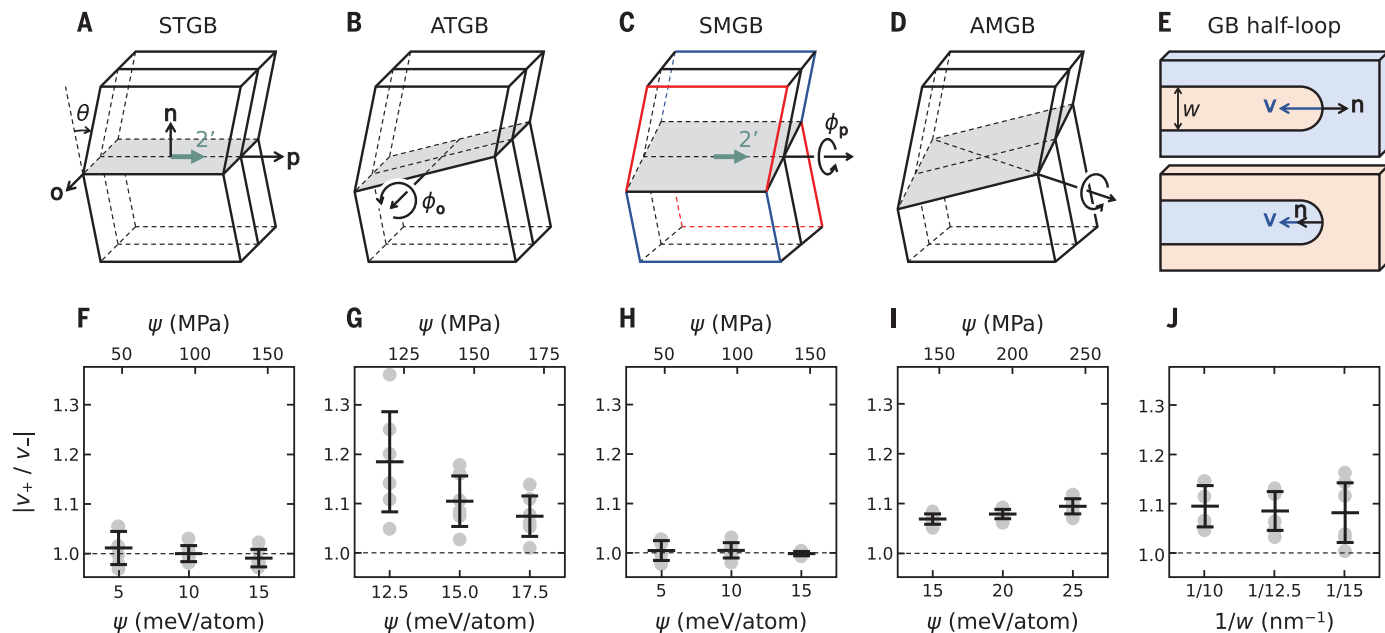 A STGB
B ATGB
C SMGB
D AMGB
E GB half-loop
θ
n
2'
p
o
ϕo
2'
ϕp
w
v
n
v
n
F
ψ (MPa)
50 100 150
|v+ / v-|
1.3
1.2
1.1
1.0
5 10 15
ψ (meV/atom)
G
ψ (MPa)
125 150 175
1.3
1.2
1.1
1.0
12.5 15.0 17.5
ψ (meV/atom)
H
ψ (MPa)
50 100 150
1.3
1.2
1.1
1.0
5 10 15
ψ (meV/atom)
I
ψ (MPa)
150 200 250
1.3
1.2
1.1
1.0
15 20 25
ψ (meV/atom)
J
1.3
1.2
1.1
1.0
1/10 1/12.5 1/15
1/w (nm⁻¹)